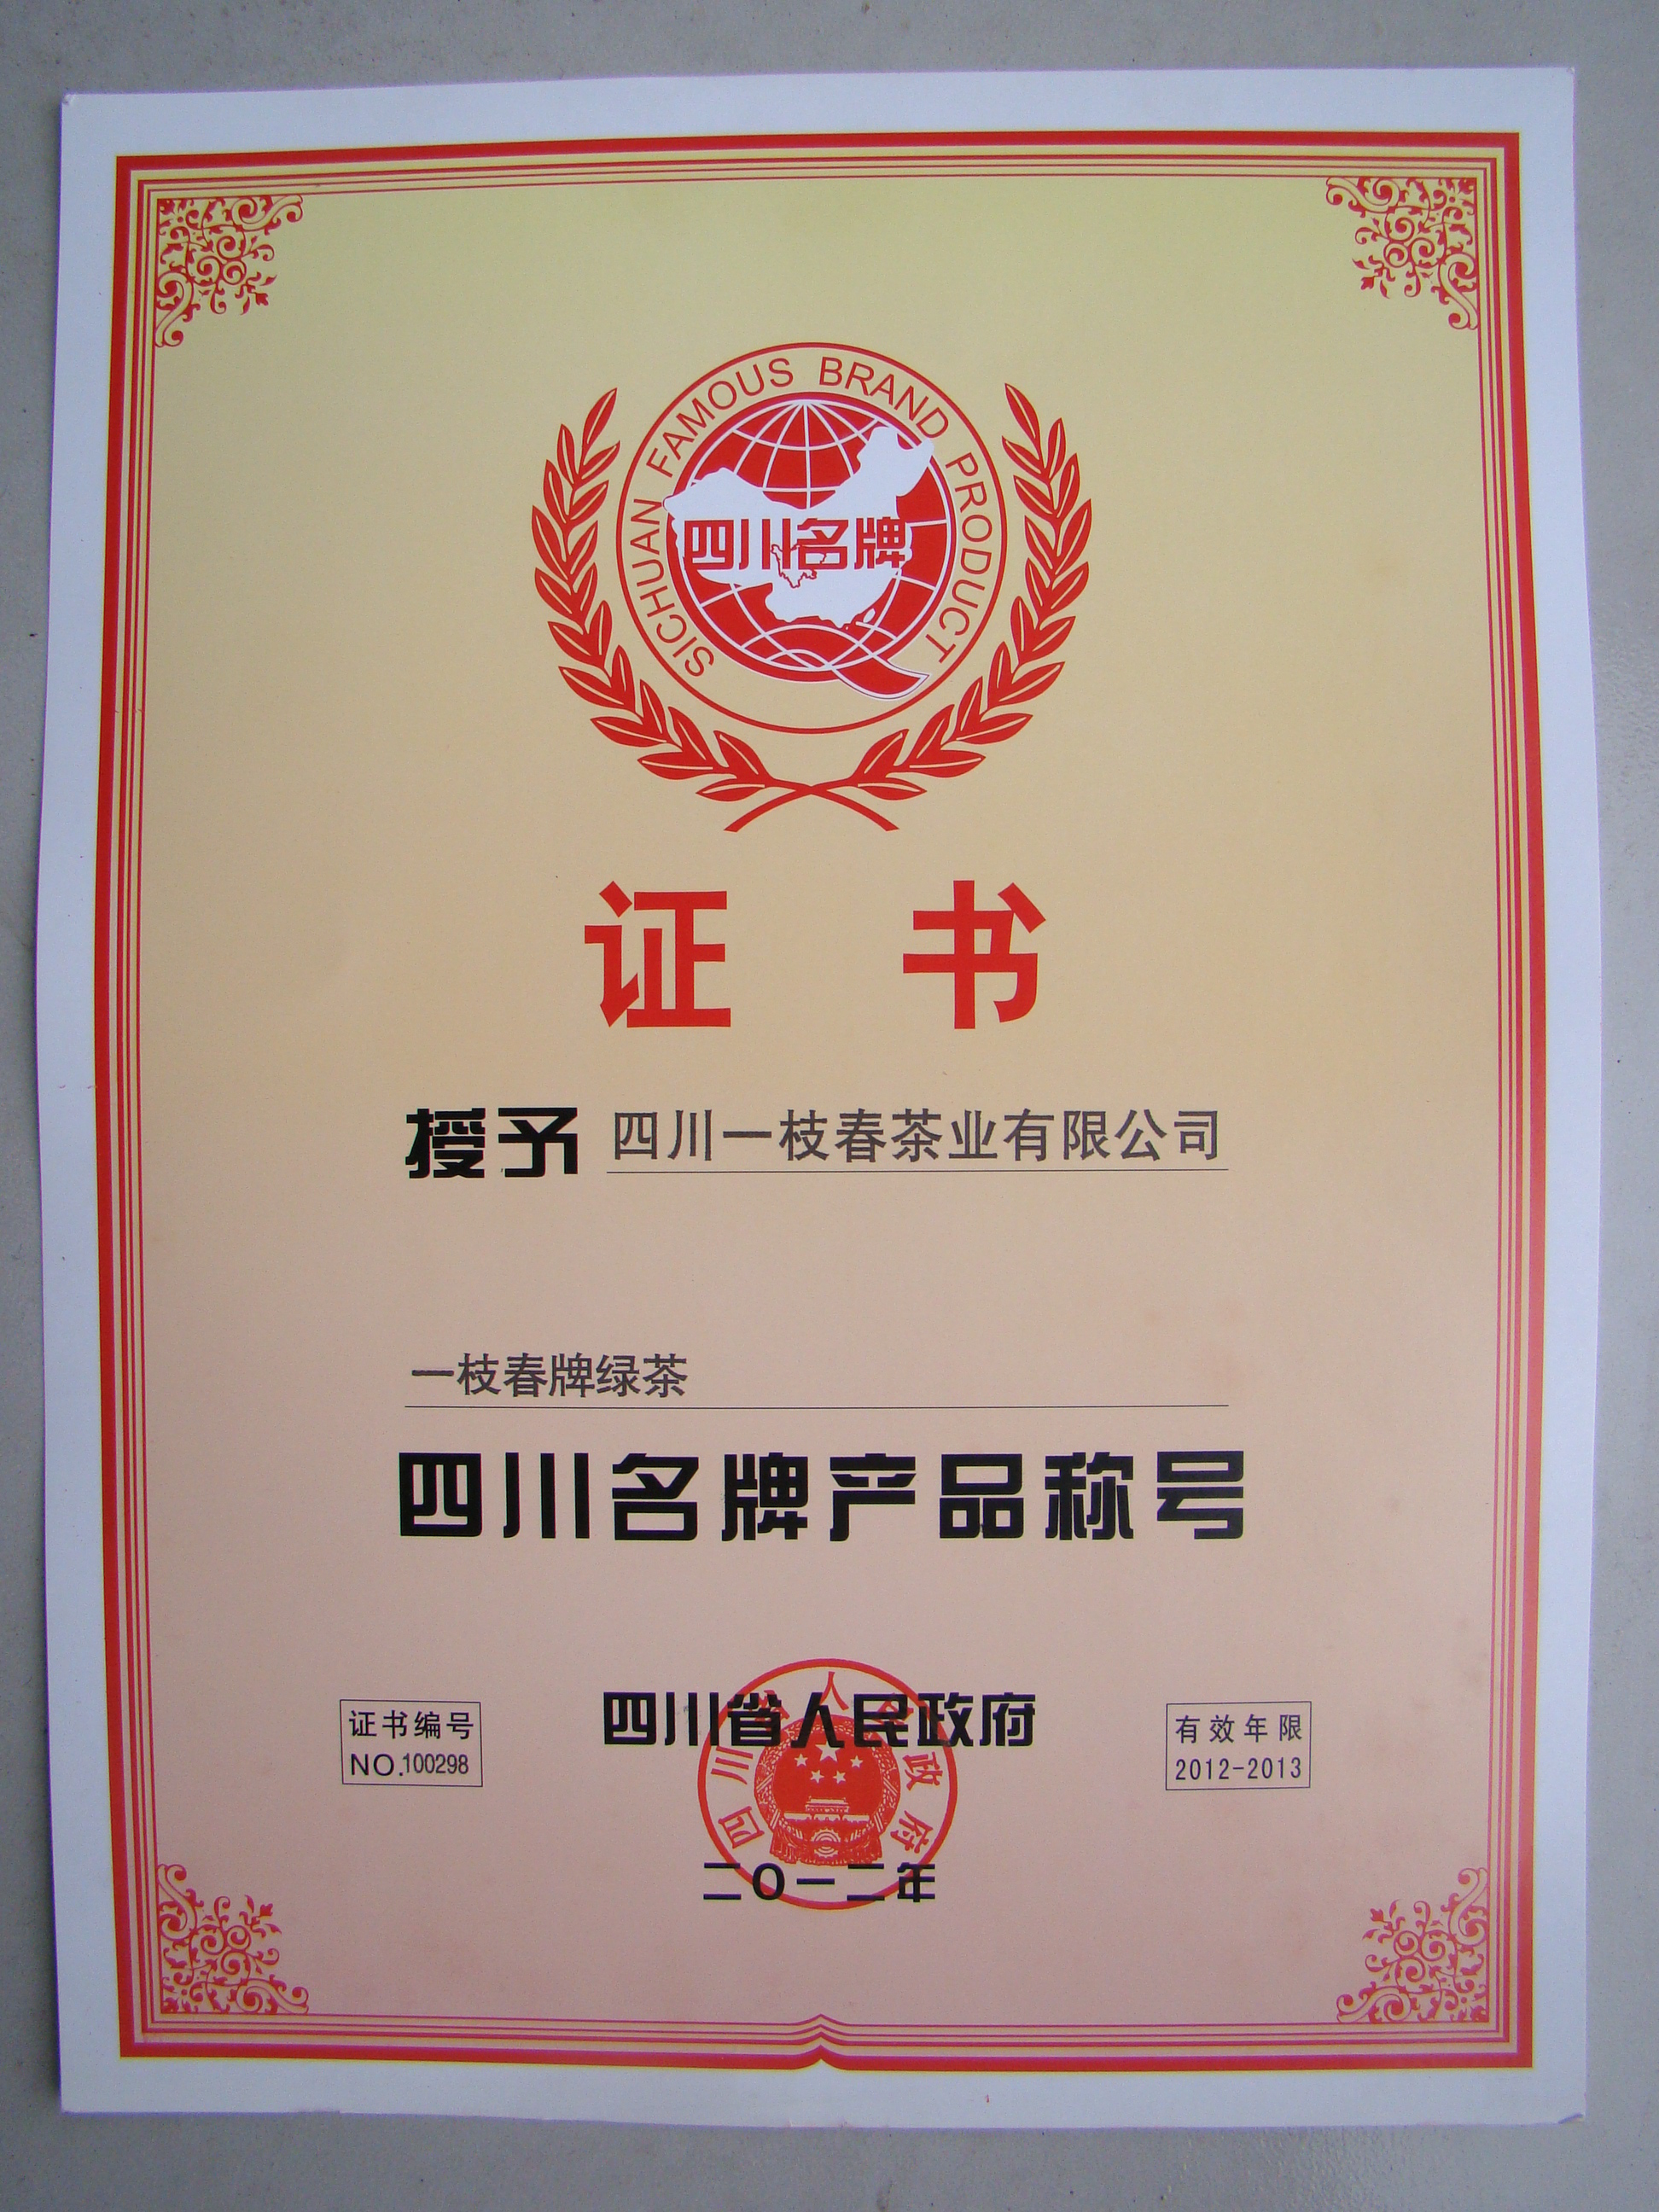 SICHUAN FAMOUS BRAND PRODUCT
四川名牌
证书
授予 四川一枝春茶业有限公司
一枝春牌绿茶
四川名牌产品称号
四川省人民政府
四川省人民政府
证书编号
NO.100298
有效年限
2012-2013
二〇一二年